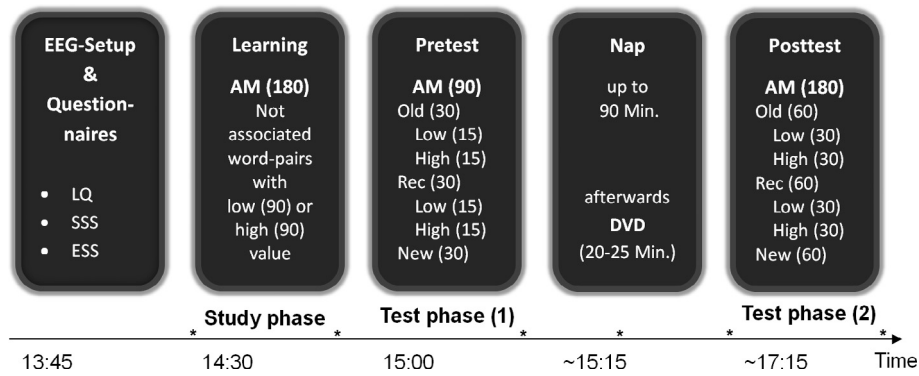 EEG-Setup
&
Question-
naires
• LQ
• SSS
• ESS
Learning
AM (180)
Not
associated
word-pairs
with
low (90) or
high (90)
value
Pretest
AM (90)
Old (30)
Low (15)
High (15)
Rec (30)
Low (15)
High (15)
New (30)
Nap
up to
90 Min.
afterwards
DVD
(20-25 Min.)
Posttest
AM (180)
Old (60)
Low (30)
High (30)
Rec (60)
Low (30)
High (30)
New (60)
* Study phase *
Test phase (1) *
*
* Test phase (2) *
13:45 14:30 15:00 ~15:15 ~17:15 Time